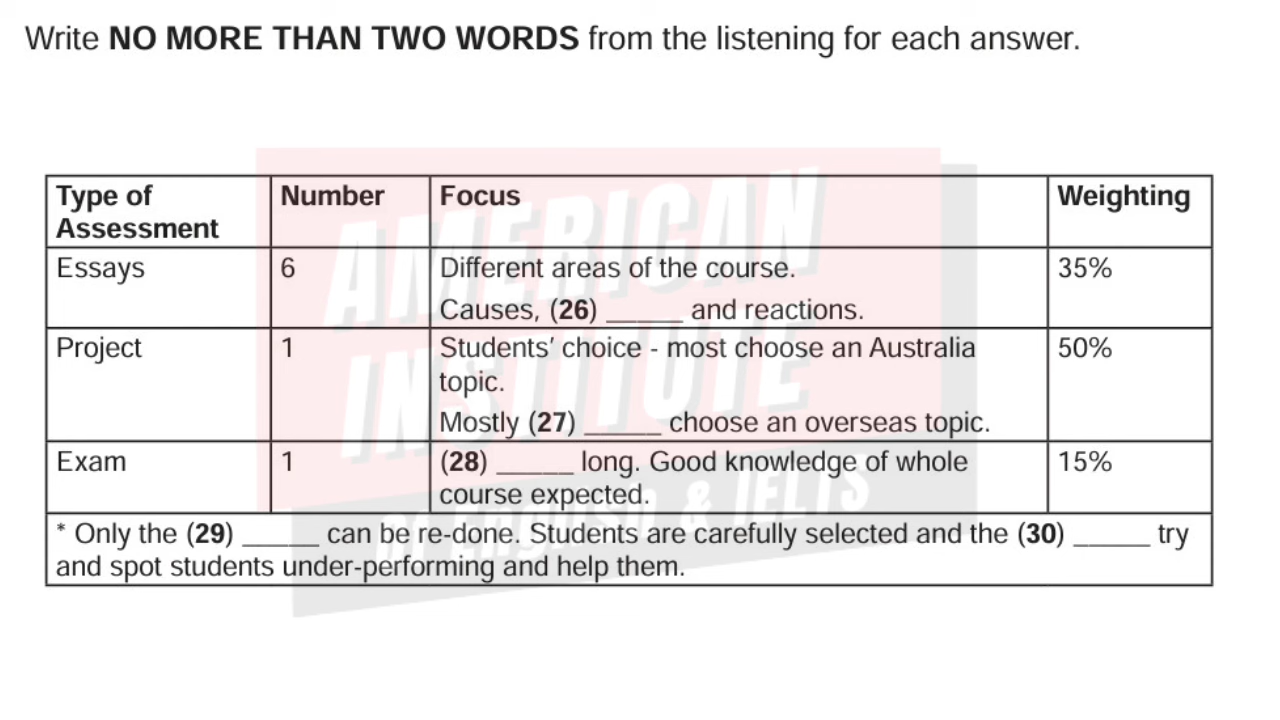 Write NO MORE THAN TWO WORDS from the listening for each answer.
Type of Assessment
Number
Focus
Weighting
Essays
6
Different areas of the course.
Causes, (26) _____ and reactions.
35%
Project
1
Students' choice - most choose an Australia
topic.
Mostly (27) _____ choose an overseas topic.
50%
Exam
1
(28) _____ long. Good knowledge of whole
course expected.
15%
* Only the (29) _____ can be re-done. Students are carefully selected and the (30) _____ try
and spot students under-performing and help them.
AMERICAN
INSTITUTE
OF English & IELTS